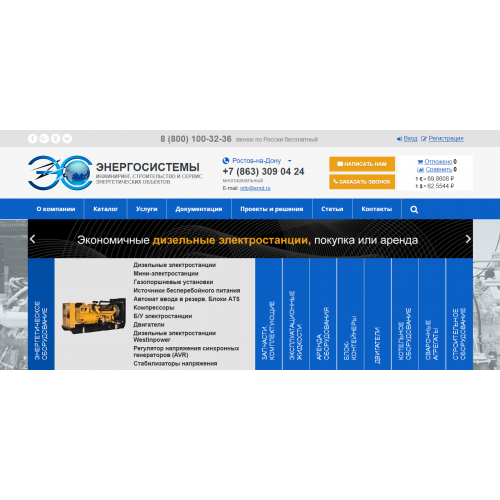 8 (800) 100-32-36 звонок по России бесплатный
Вход Регистрация
ЭНЕРГОСИСТЕМЫ
ИНЖИНИРИНГ, СТРОИТЕЛЬСТВО И СЕРВИС
ЭНЕРГЕТИЧЕСКИХ ОБЪЕКТОВ
Ростов-на-Дону
+7 (863) 309 04 24
многоканальный
E-mail:
НАПИСАТЬ НАМ
ЗАКАЗАТЬ ЗВОНОК
Отложено 0
Сравнить 0
1 € - 69,8608 ₽
1 $ - 62,5544 ₽
О компании Каталог Услуги Документация Проекты и решения Статьи Контакты
Экономичные дизельные электростанции, покупка или аренда
ЭНЕРГЕТИЧЕСКОЕ
ОБОРУДОВАНИЕ
Дизельные электростанции
Мини-электростанции
Газопоршневые установки
Источники бесперебойного питания
Автомат ввода в резерв. Блоки ATS
Компрессоры
Б/У электростанции
Двигатели
Дизельные электростанции
Westinpower
Регулятор напряжения синхронных
генераторов (AVR)
Стабилизаторы напряжения
ЗАПЧАСТИ,
КОМПЛЕКТУЮЩИЕ
ЭКСПЛУАТАЦИОННЫЕ
ЖИДКОСТИ
АРЕНДА
ОБОРУДОВАНИЯ
БЛОК-
КОНТЕЙНЕРЫ
ДВИГАТЕЛИ
КОТЕЛЬНОЕ
ОБОРУДОВАНИЕ
СВАРОЧНЫЕ
АГРЕГАТЫ
СТРОИТЕЛЬНОЕ
ОБОРУДОВАНИЕ